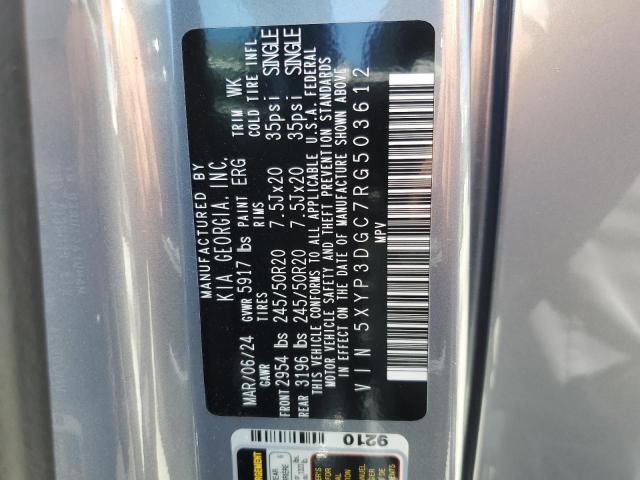 MANUFACTURED BY
KIA GEORGIA, INC.
MAR/06/24 GVWR 5917 lbs PAINT ERG TRIM WK
GAWR TIRES RIMS COLD TIRE INFL
FRONT 2954 lbs 245/50R20 7.5Jx20 35psi SINGLE
REAR 3196 lbs 245/50R20 7.5Jx20 35psi SINGLE
THIS VEHICLE CONFORMS TO ALL APPLICABLE U.S.A. FEDERAL
MOTOR VEHICLE SAFETY AND THEFT PREVENTION STANDARDS
IN EFFECT ON THE DATE OF MANUFACTURE SHOWN ABOVE
VIN 5XYP3DGC7RG503612
MPV
9210